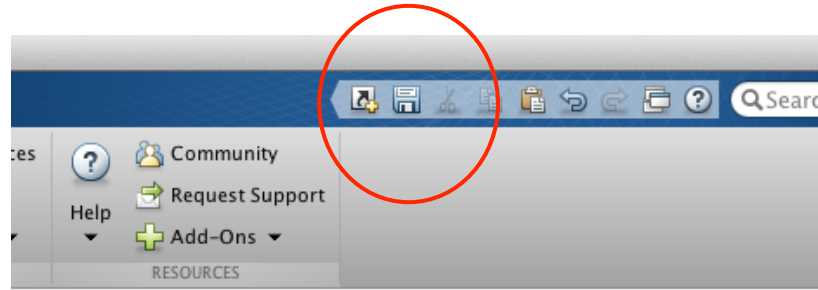 Searc
ces
Community
Request Support
Help
Add-Ons
RESOURCES